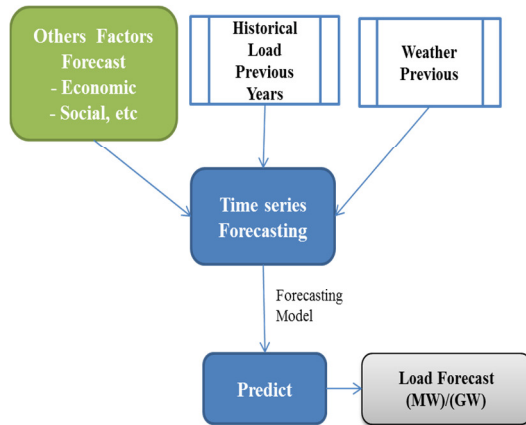 Others Factors
Forecast
- Economic
- Social, etc
Historical
Load
Previous
Years
Weather
Previous
Time series
Forecasting
Forecasting
Model
Predict
Load Forecast
(MW)/(GW)